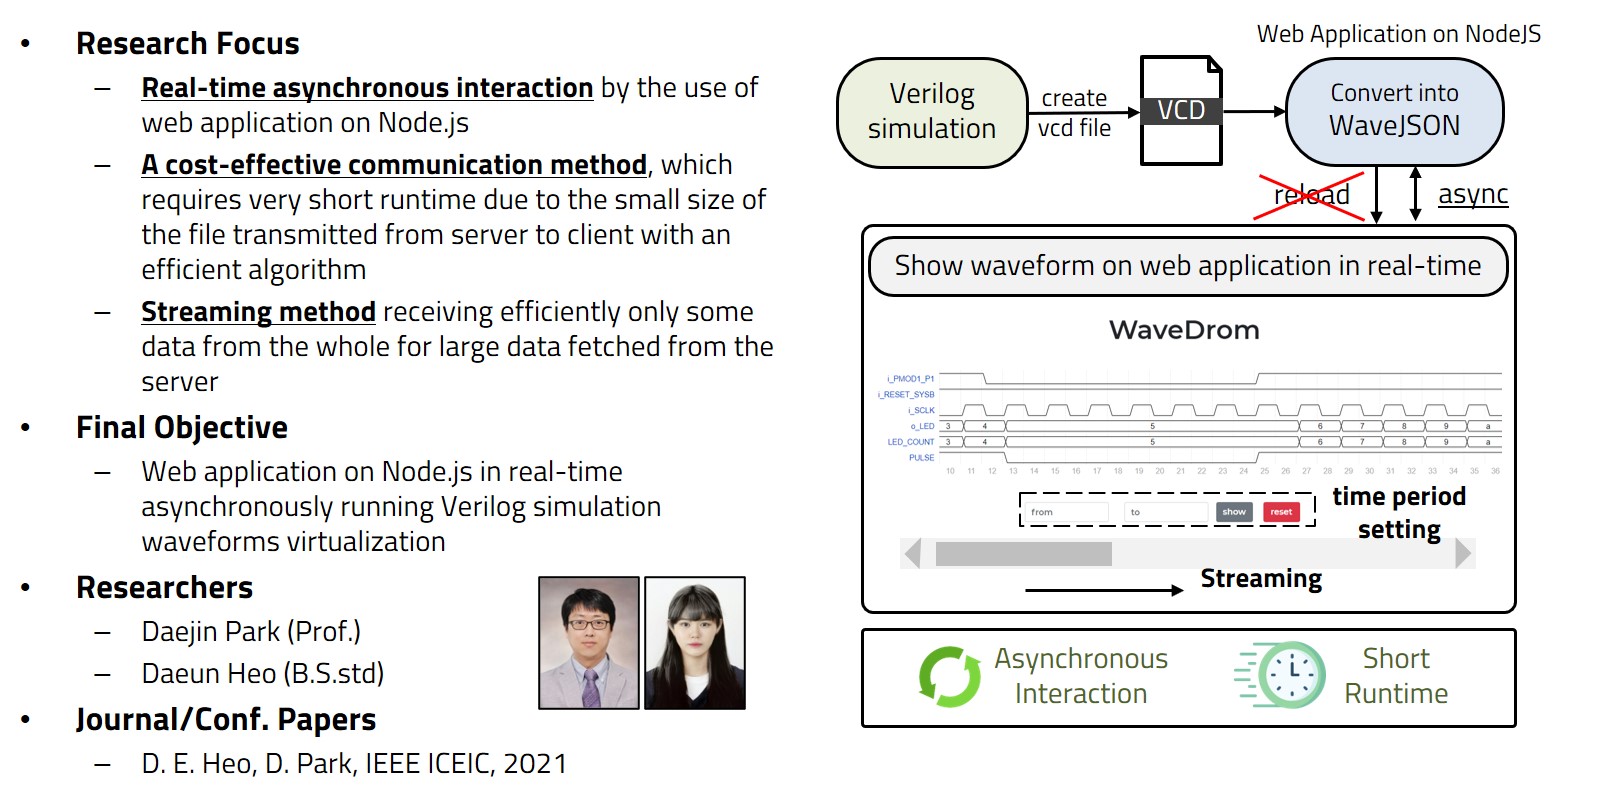 • Research Focus
– Real-time asynchronous interaction by the use of
web application on Node.js
– A cost-effective communication method, which
requires very short runtime due to the small size of
the file transmitted from server to client with an
efficient algorithm
– Streaming method receiving efficiently only some
data from the whole for large data fetched from the
server
• Final Objective
– Web application on Node.js in real-time
asynchronously running Verilog simulation
waveforms virtualization
• Researchers
– Daejin Park (Prof.)
– Daeun Heo (B.S.std)
• Journal/Conf. Papers
– D. E. Heo, D. Park, IEEE ICEIC, 2021
Web Application on NodeJS
Verilog
simulation
create
vcd file
VCD
Convert into
WaveJSON
reload
async
Show waveform on web application in real-time
WaveDrom
i_PMOD1_P1
i_RESET_SYSB
i_SCLK
o_LED 3 4 5 6 7 8 9 a
LED_COUNT 3 4 5 6 7 8 9 a
PULSE
10 11 12 13 14 15 16 17 18 19 20 21 22 23 24 25 26 27 28 29 30 31 32 33 34 35 36
from to show reset
time period
setting
Streaming
Asynchronous
Interaction
Short
Runtime